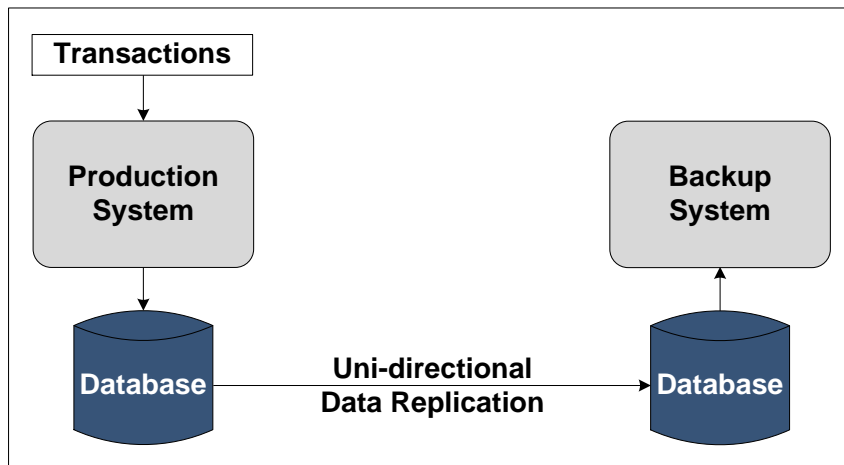 Transactions
Production
System
Backup
System
Database
Uni-directional
Data Replication
Database